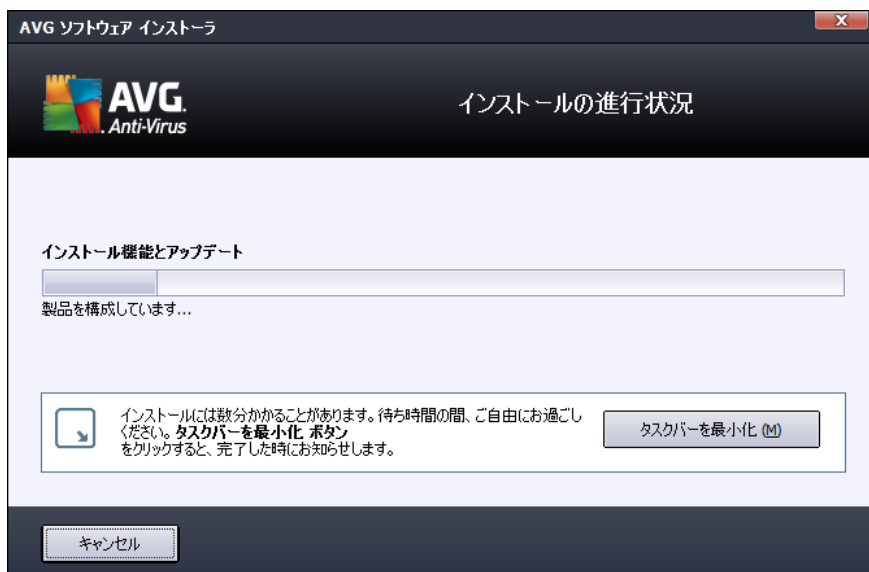 AVG ソフトウェア インストーラ
AVG.
Anti-Virus
インストールの進行状況
インストール機能とアップデート
製品を構成しています...
インストールには数分かかることがあります。待ち時間の間、ご自由にお過ごし
ください。タスクバーを最小化 ボタン
をクリックすると、完了した時にお知らせします。
タスクバーを最小化 (M)
キャンセル